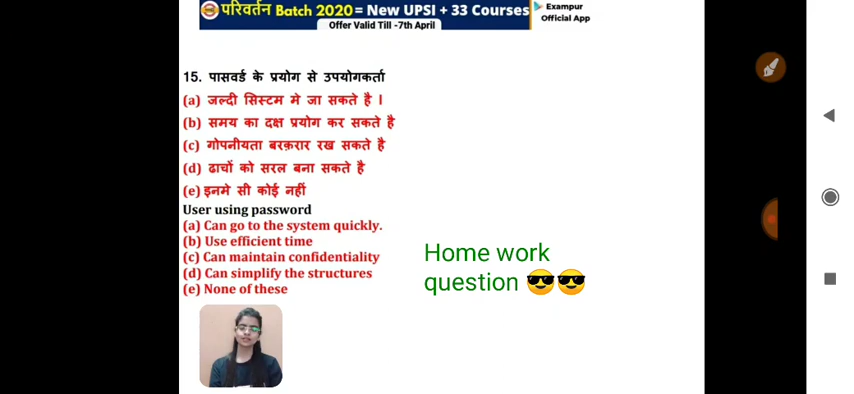 परिवर्तन Batch 2020 = New UPSI + 33 Courses
Offer Valid Till -7th April
Exampur
Official App
15. पासवर्ड के प्रयोग से उपयोगकर्ता
(a) जल्दी सिस्टम मे जा सकते है ।
(b) समय का दक्ष प्रयोग कर सकते है
(c) गोपनीयता बरक़रार रख सकते है
(d) ढाचों को सरल बना सकते है
(e) इनमे सी कोई नहीं
User using password
(a) Can go to the system quickly.
(b) Use efficient time
(c) Can maintain confidentiality
(d) Can simplify the structures
(e) None of these
Home work
question 😎😎